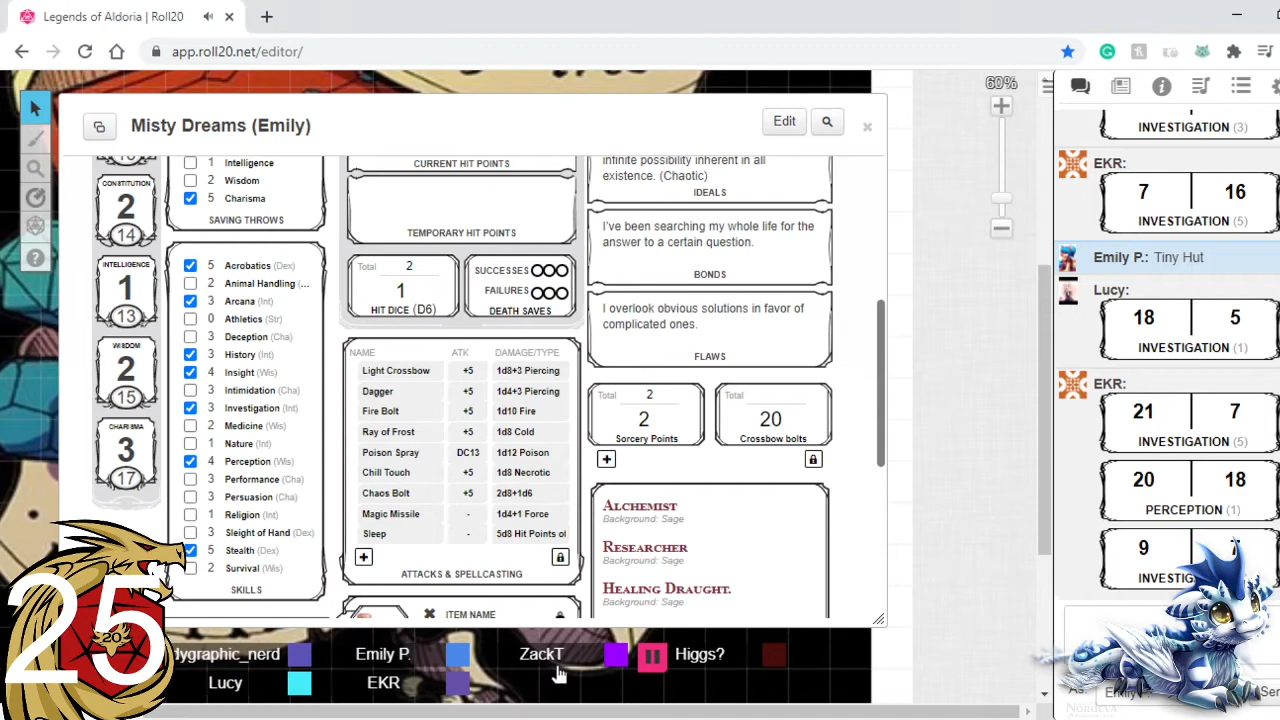 Legends of Aldoria | Roll20
app.roll20.net/editor/
60%
Misty Dreams (Emily)
Edit
CONSTITUTION
2
14
INTELLIGENCE
1
13
WISDOM
2
15
CHARISMA
3
17
1 Intelligence
2 Wisdom
5 Charisma
SAVING THROWS
5 Acrobatics (Dex)
2 Animal Handling (...
3 Arcana (Int)
0 Athletics (Str)
3 Deception (Cha)
3 History (Int)
4 Insight (Wis)
3 Intimidation (Cha)
3 Investigation (Int)
2 Medicine (Wis)
1 Nature (Int)
4 Perception (Wis)
3 Performance (Cha)
3 Persuasion (Cha)
1 Religion (Int)
3 Sleight of Hand (Dex)
5 Stealth (Dex)
2 Survival (Wis)
SKILLS
CURRENT HIT POINTS
TEMPORARY HIT POINTS
Total 2
1
HIT DICE (D6)
SUCCESSES
FAILURES
DEATH SAVES
NAME ATK DAMAGE/TYPE
Light Crossbow +5 1d8+3 Piercing
Dagger +5 1d4+3 Piercing
Fire Bolt +5 1d10 Fire
Ray of Frost +5 1d8 Cold
Poison Spray DC13 1d12 Poison
Chill Touch +5 1d8 Necrotic
Chaos Bolt +5 2d8+1d6
Magic Missile - 1d4+1 Force
Sleep - 5d8 Hit Points of
ATTACKS & SPELLCASTING
ITEM NAME
infinite possibility inherent in all
existence. (Chaotic)
IDEALS
I've been searching my whole life for the
answer to a certain question.
BONDS
I overlook obvious solutions in favor of
complicated ones.
FLAWS
Total 2
2
Sorcery Points
Total
20
Crossbow bolts
ALCHEMIST
Background: Sage
RESEARCHER
Background: Sage
HEALING DRAUGHT.
Background: Sage
INVESTIGATION (3)
EKR:
7 16
INVESTIGATION (5)
Emily P.: Tiny Hut
Lucy:
18 5
INVESTIGATION (1)
EKR:
21 7
INVESTIGATION (5)
20 18
PERCEPTION (1)
9
INVESTIG
As: Emily
Sen
NORDEVA
dygraphic_nerd
Emily P.
ZackT
Higgs?
Lucy
EKR
25
20